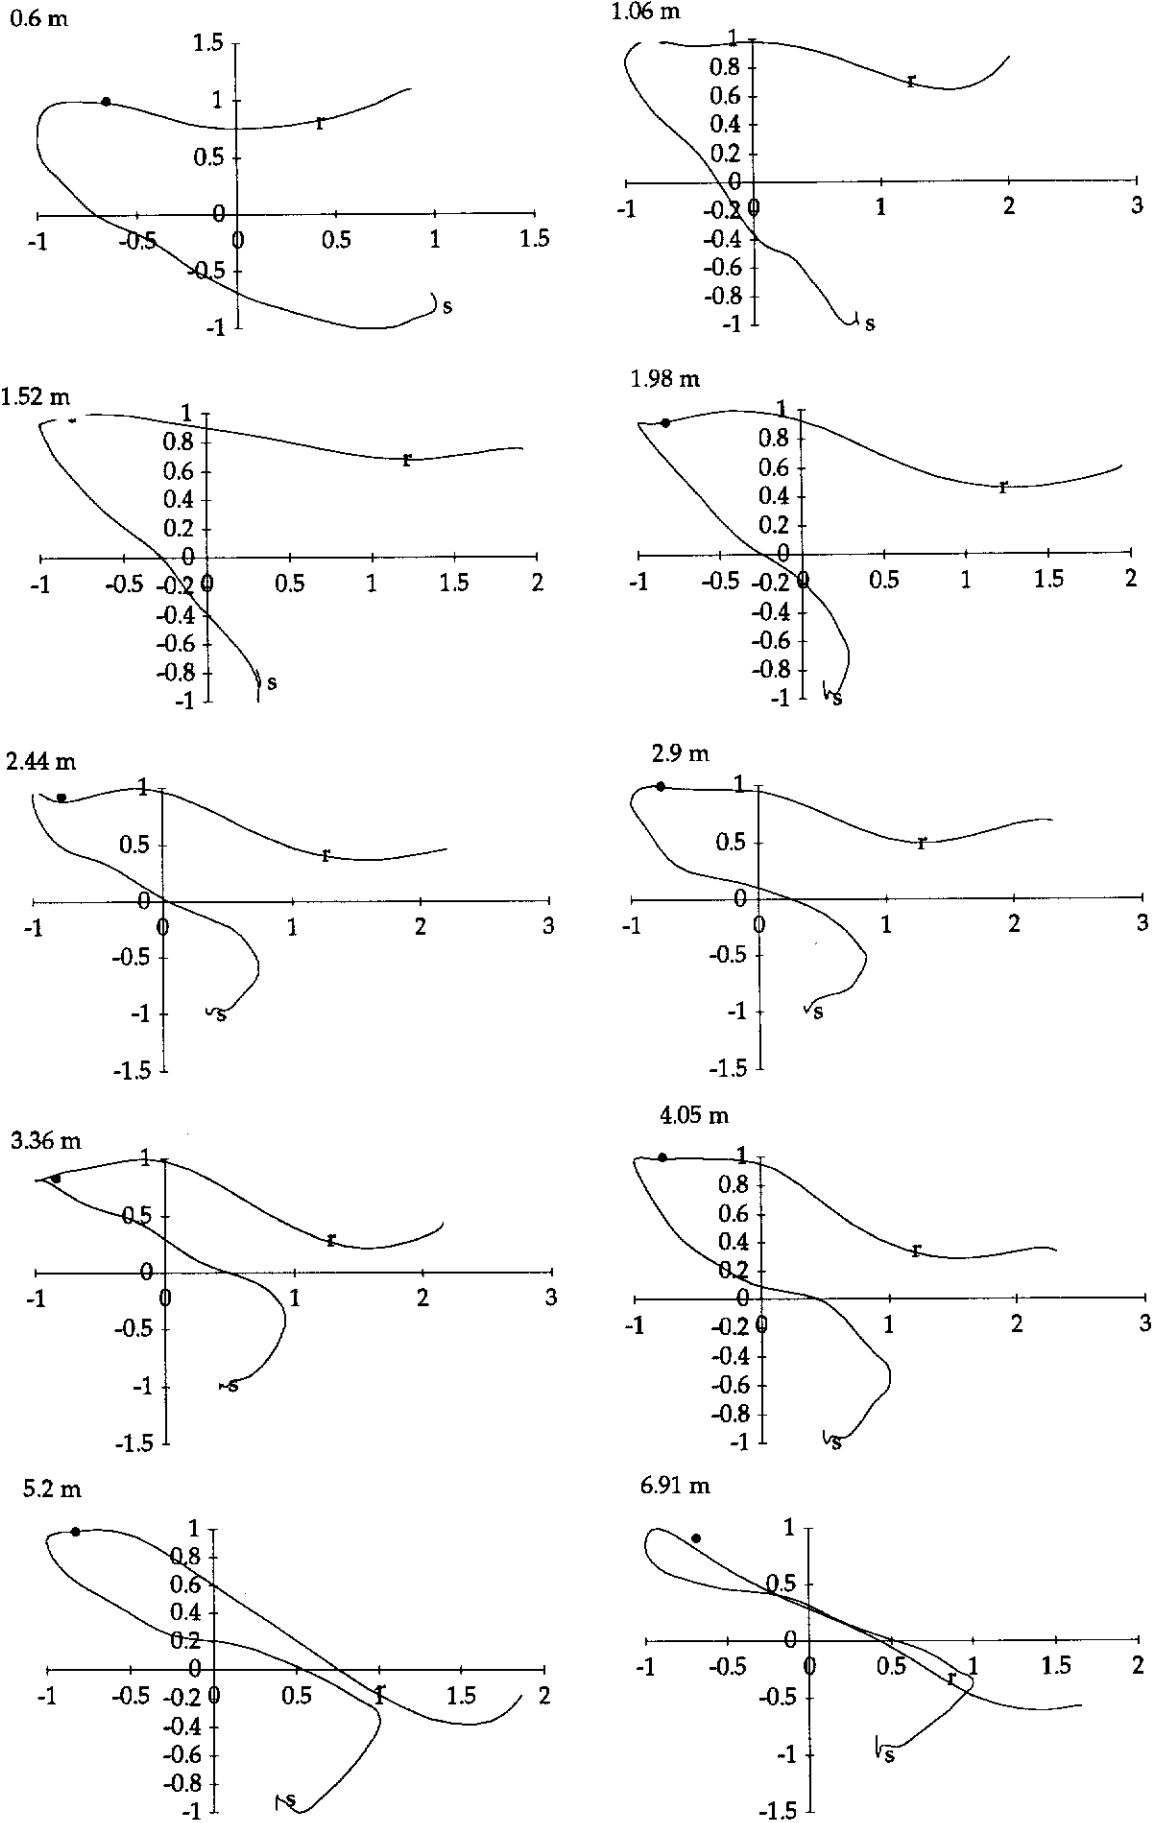 0.6 m
1.5
1
r
0.5
0
-1 -0.5 0 0.5 1 1.5
-0.5
s
-1
1.06 m
1
0.8
r
0.6
0.4
0.2
0
-1 -0.2 0 1 2 3
-0.4
-0.6
-0.8
-1 s
1.52 m
1
0.8
0.6 r
0.4
0.2
0
-1 -0.5 -0.2 0 0.5 1 1.5 2
-0.4
-0.6
-0.8 s
-1
1.98 m
1
0.8
0.6
0.4 r
0.2
0
-1 -0.5 -0.2 0 0.5 1 1.5 2
-0.4
-0.6
-0.8
-1 s
2.44 m
1
0.5 r
0
-1 0 1 2 3
-0.5
-1 s
-1.5
2.9 m
1
0.5 r
0
-1 0 1 2 3
-0.5
-1 s
-1.5
3.36 m
1
0.5
r
0
-1 0 1 2 3
-0.5
-1 s
-1.5
4.05 m
1
0.8
0.6
0.4 r
0.2
0
-1 -0.2 0 1 2 3
-0.4
-0.6
-0.8
-1 s
5.2 m
1
0.8
0.6
0.4
0.2
0
-1 -0.5 -0.2 0 0.5 1 r 1.5 2
-0.4
-0.6
-0.8 s
-1
6.91 m
1
0.5
0
-1 -0.5 0 0.5 r 1 1.5 2
-0.5
-1 s
-1.5